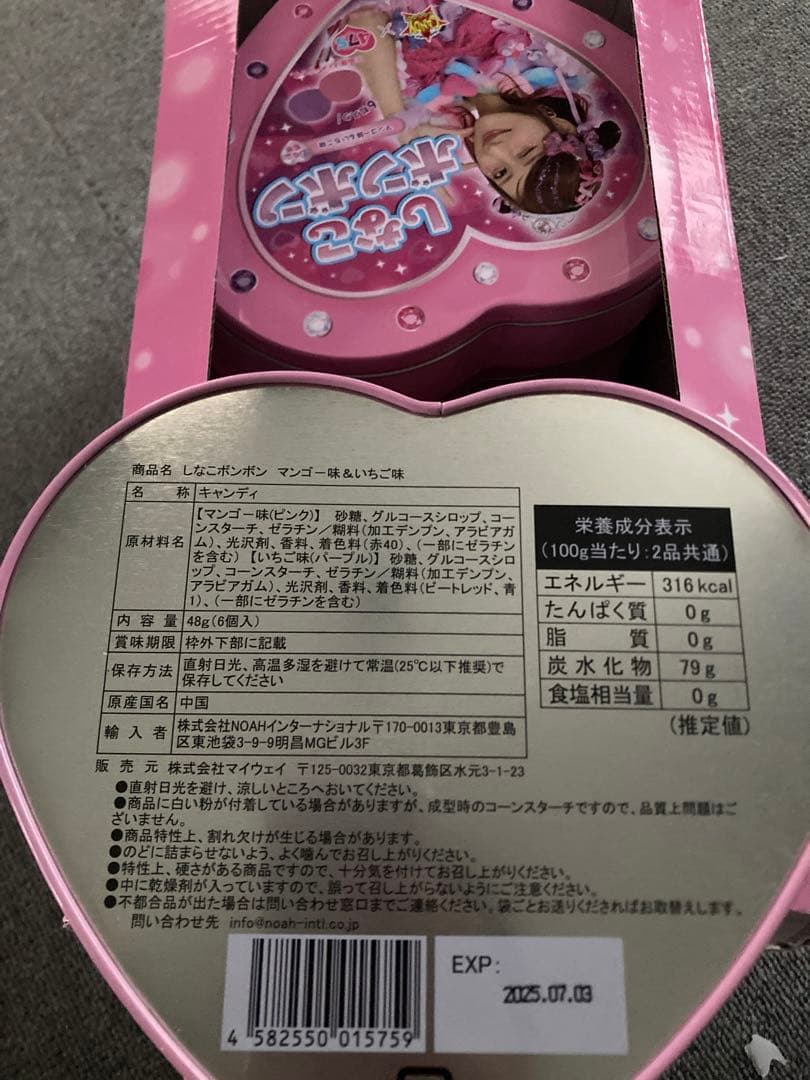 しなこ
ボンボン
マンゴー味&いちご味
×
47℃
商品名 しなこボンボン マンゴー味&いちご味
名 称 キャンディ
原材料名 【マンゴー味(ピンク)】 砂糖、グルコースシロップ、コー
ンスターチ、ゼラチン/糊料(加工デンプン、アラビアガ
ム)、光沢剤、香料、着色料(赤40)、(一部にゼラチン
を含む) 【いちご味(パープル)】 砂糖、グルコースシロ
ップ、コーンスターチ、ゼラチン/糊料(加工デンプン、
アラビアガム)、光沢剤、香料、着色料(ビートレッド、青
1)、(一部にゼラチンを含む)
内 容 量 48g(6個入)
賞味期限 枠外下部に記載
保存方法 直射日光、高温多湿を避けて常温(25℃以下推奨)で
保存してください
原産国名 中国
輸 入 者 株式会社NOAHインターナショナル〒170-0013東京都豊島
区東池袋3-9-9明昌MGビル3F
販 売 元 株式会社マイウェイ 〒125-0032東京都葛飾区水元3-1-23
栄養成分表示
(100g当たり:2品共通)
エネルギー 316kcal
たんぱく質 0g
脂 質 0g
炭水化物 79g
食塩相当量 0g
(推定値)
●直射日光を避け、涼しいところへおいてください。
●商品に白い粉が付着している場合がありますが、成型時のコーンスターチですので、品質上問題はご
ざいません。
●商品特性上、割れ欠けが生じる場合があります。
●のどに詰まらせないよう、よく噛んでお召し上がりください。
●特性上、硬さがある商品ですので、十分気を付けてお召し上がりください。
●中に乾燥剤が入っていますので、誤って召し上がらないようにご注意ください。
●不都合品が出た場合は問い合わせ窓口までご連絡ください。袋ごとお送りくださればお取替えします。
問い合わせ先 info@noah-intl.co.jp
EXP:
2025.07.03
4 582550 015759